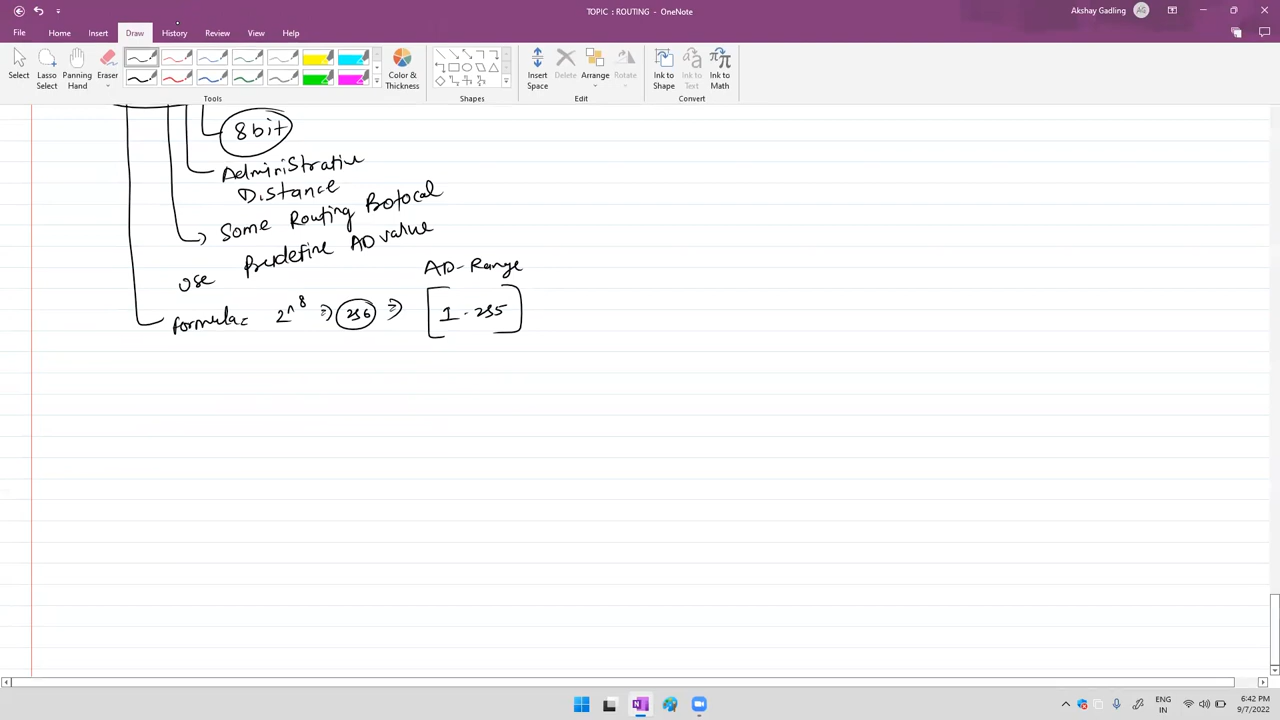 TOPIC : ROUTING - OneNote
Akshay Gadling
AG
File
Home
Insert
Draw
History
Review
View
Help
Select
Lasso Select
Panning Hand
Eraser
Color & Thickness
Insert Space
Delete
Arrange
Rotate
Ink to Shape
Ink to Text
Ink to Math
Tools
Shapes
Edit
Convert
8bit
Administrative
Distance
Some Routing Protocal
Use Predefine AD value
AD-Range
formula= 2^n 8 => 256 => [1 - 255]
ENG
IN
6:42 PM
9/7/2022